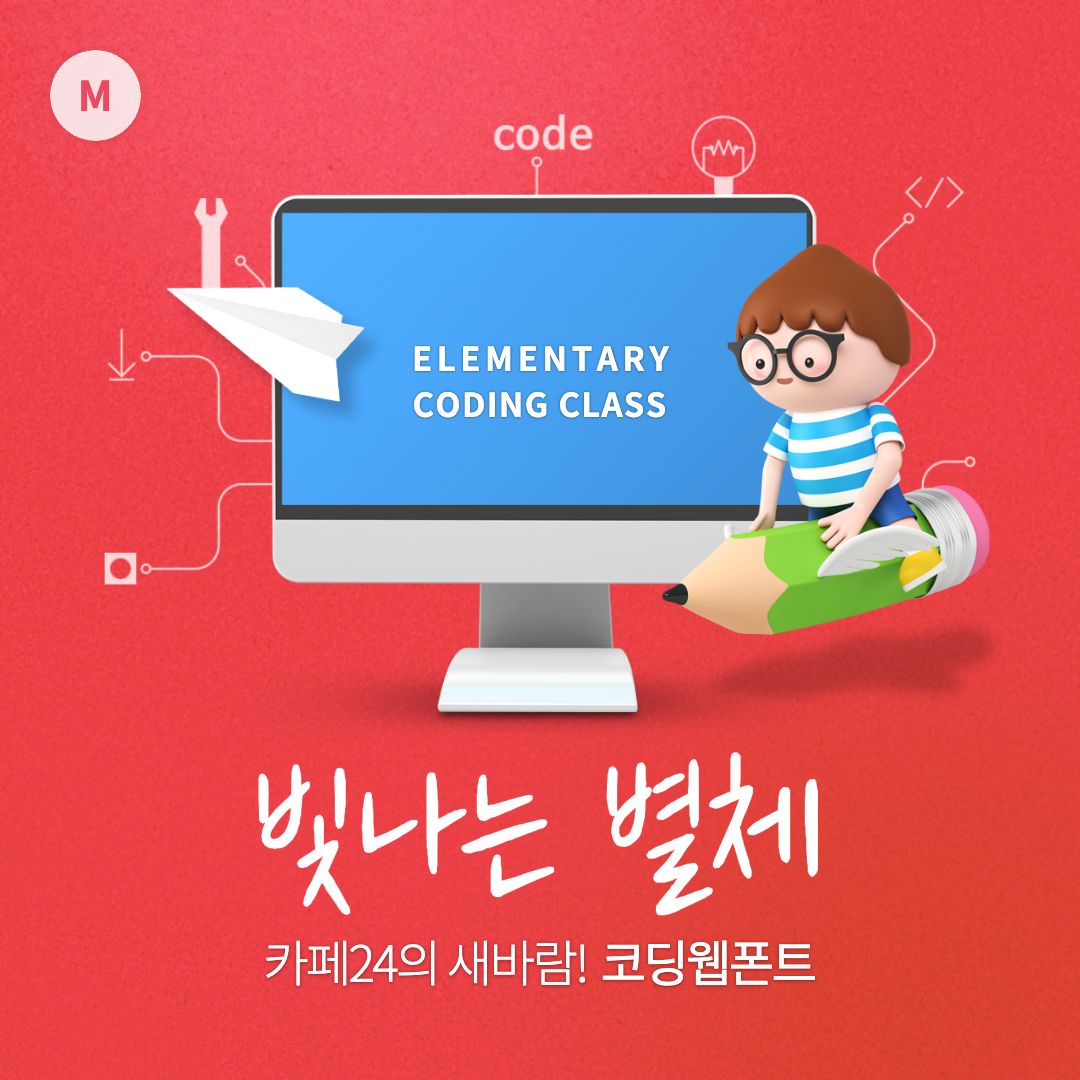 M
code
</>
ELEMENTARY
CODING CLASS
빛나는 별체
카페24의 새바람! 코딩웹폰트